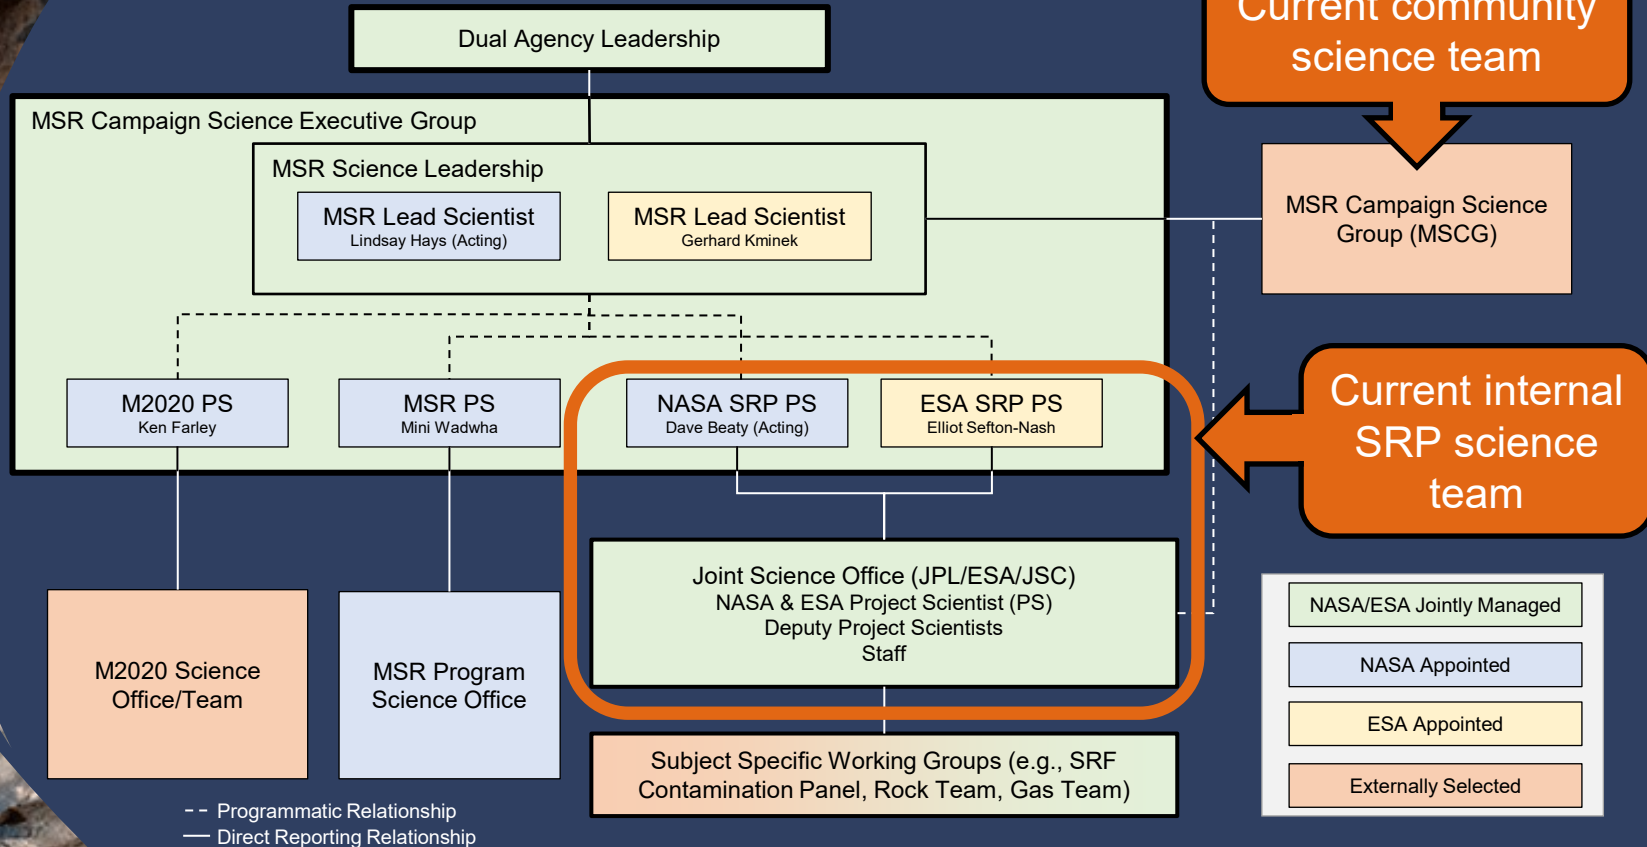 Dual Agency Leadership
Current community
science team
MSR Campaign Science Executive Group
MSR Science Leadership
MSR Lead Scientist
Lindsay Hays (Acting)
MSR Lead Scientist
Gerhard Kminek
MSR Campaign Science
Group (MSCG)
M2020 PS
Ken Farley
MSR PS
Mini Wadwha
NASA SRP PS
Dave Beaty (Acting)
ESA SRP PS
Elliot Sefton-Nash
Current internal
SRP science
team
M2020 Science
Office/Team
MSR Program
Science Office
Joint Science Office (JPL/ESA/JSC)
NASA & ESA Project Scientist (PS)
Deputy Project Scientists
Staff
Subject Specific Working Groups (e.g., SRF
Contamination Panel, Rock Team, Gas Team)
NASA/ESA Jointly Managed
NASA Appointed
ESA Appointed
Externally Selected
Programmatic Relationship
Direct Reporting Relationship